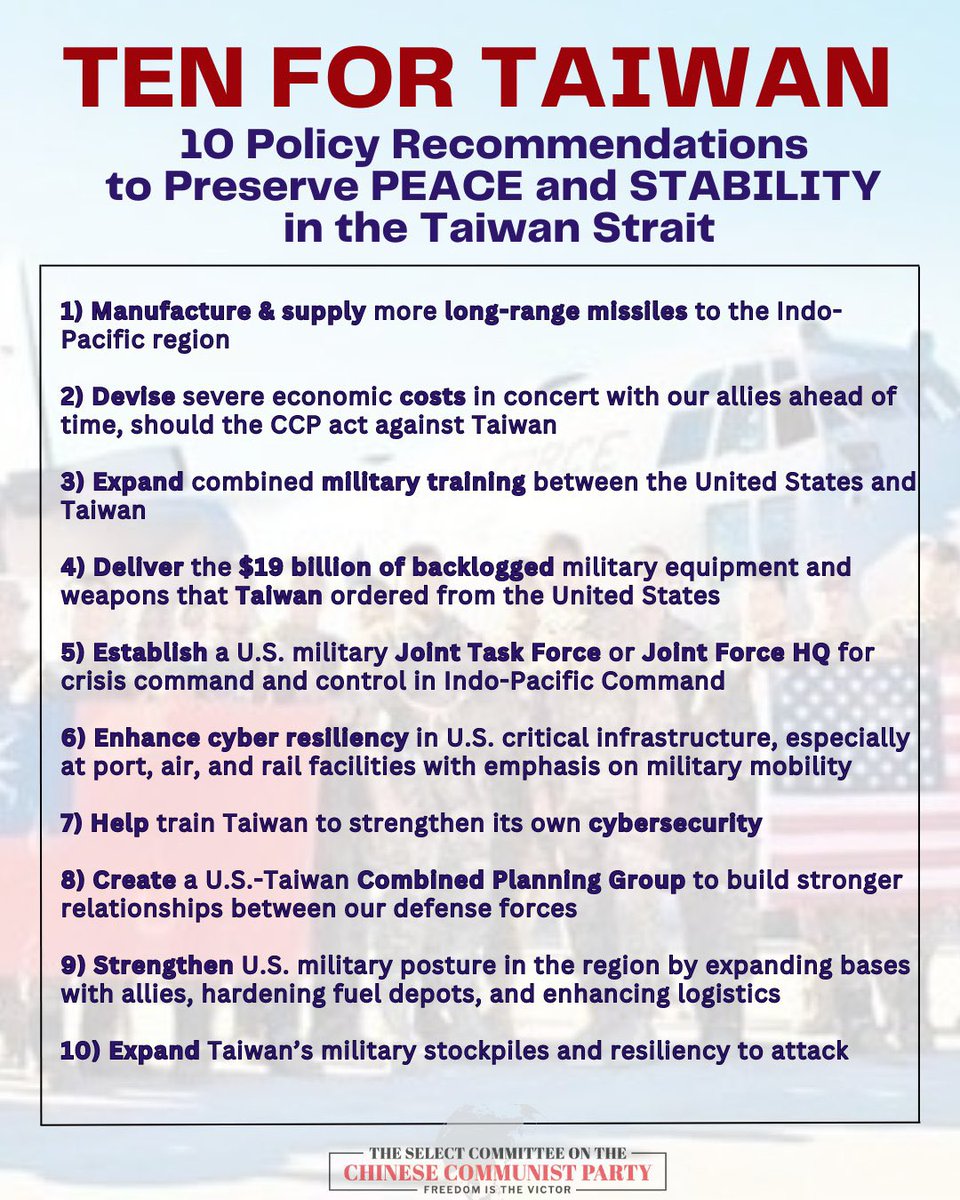 TEN FOR TAIWAN
10 Policy Recommendations
to Preserve PEACE and STABILITY
in the Taiwan Strait
1) Manufacture & supply more long-range missiles to the Indo-
Pacific region
2) Devise severe economic costs in concert with our allies ahead of
time, should the CCP act against Taiwan
3) Expand combined military training between the United States and
Taiwan
4) Deliver the $19 billion of backlogged military equipment and
weapons that Taiwan ordered from the United States
5) Establish a U.S. military Joint Task Force or Joint Force HQ for
crisis command and control in Indo-Pacific Command
6) Enhance cyber resiliency in U.S. critical infrastructure, especially
at port, air, and rail facilities with emphasis on military mobility
7) Help train Taiwan to strengthen its own cybersecurity
8) Create a U.S.-Taiwan Combined Planning Group to build stronger
relationships between our defense forces
9) Strengthen U.S. military posture in the region by expanding bases
with allies, hardening fuel depots, and enhancing logistics
10) Expand Taiwan’s military stockpiles and resiliency to attack
THE SELECT COMMITTEE ON THE
CHINESE COMMUNIST PARTY
FREEDOM IS THE VICTOR